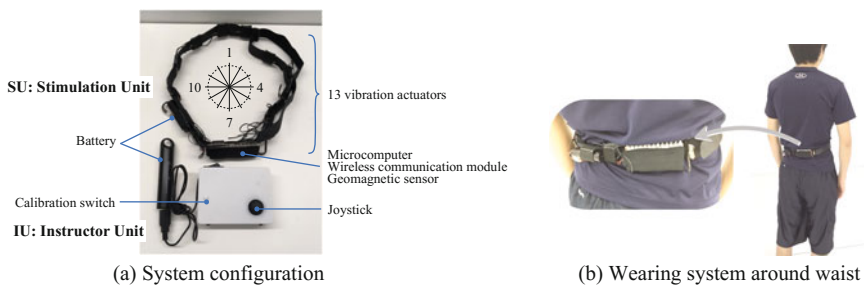 1
SU: Stimulation Unit
10
4
13 vibration actuators
7
Battery
Microcomputer
Wireless communication module
Geomagnetic sensor
Calibration switch
Joystick
IU: Instructor Unit
(a) System configuration
(b) Wearing system around waist